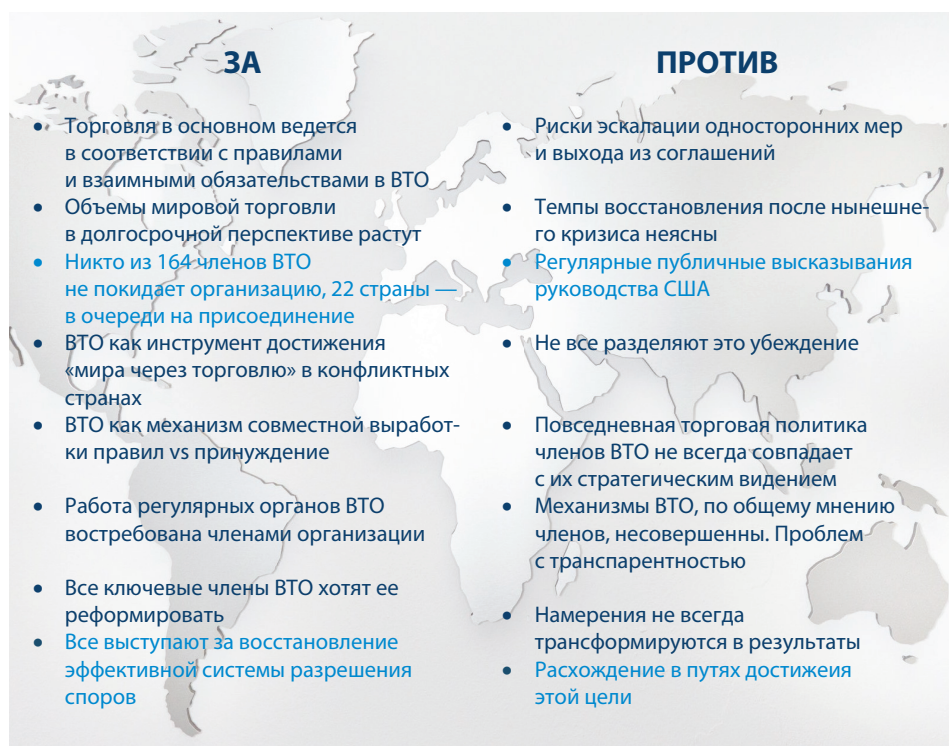 ЗА
• Торговля в основном ведется
в соответствии с правилами
и взаимными обязательствами в ВТО
• Объемы мировой торговли
в долгосрочной перспективе растут
• Никто из 164 членов ВТО
не покидает организацию, 22 страны —
в очереди на присоединение
• ВТО как инструмент достижения
«мира через торговлю» в конфликтных
странах
• ВТО как механизм совместной выработ-
ки правил vs принуждение
• Работа регулярных органов ВТО
востребована членами организации
• Все ключевые члены ВТО хотят ее
реформировать
• Все выступают за восстановление
эффективной системы разрешения
споров
ПРОТИВ
• Риски эскалации односторонних мер
и выхода из соглашений
• Темпы восстановления после нынешне-
го кризиса неясны
• Регулярные публичные высказывания
руководства США
• Не все разделяют это убеждение
• Повседневная торговая политика
членов ВТО не всегда совпадает
с их стратегическим видением
• Механизмы ВТО, по общему мнению
членов, несовершенны. Проблем
с транспарентностью
• Намерения не всегда
трансформируются в результаты
• Расхождение в путях достижеия
этой цели